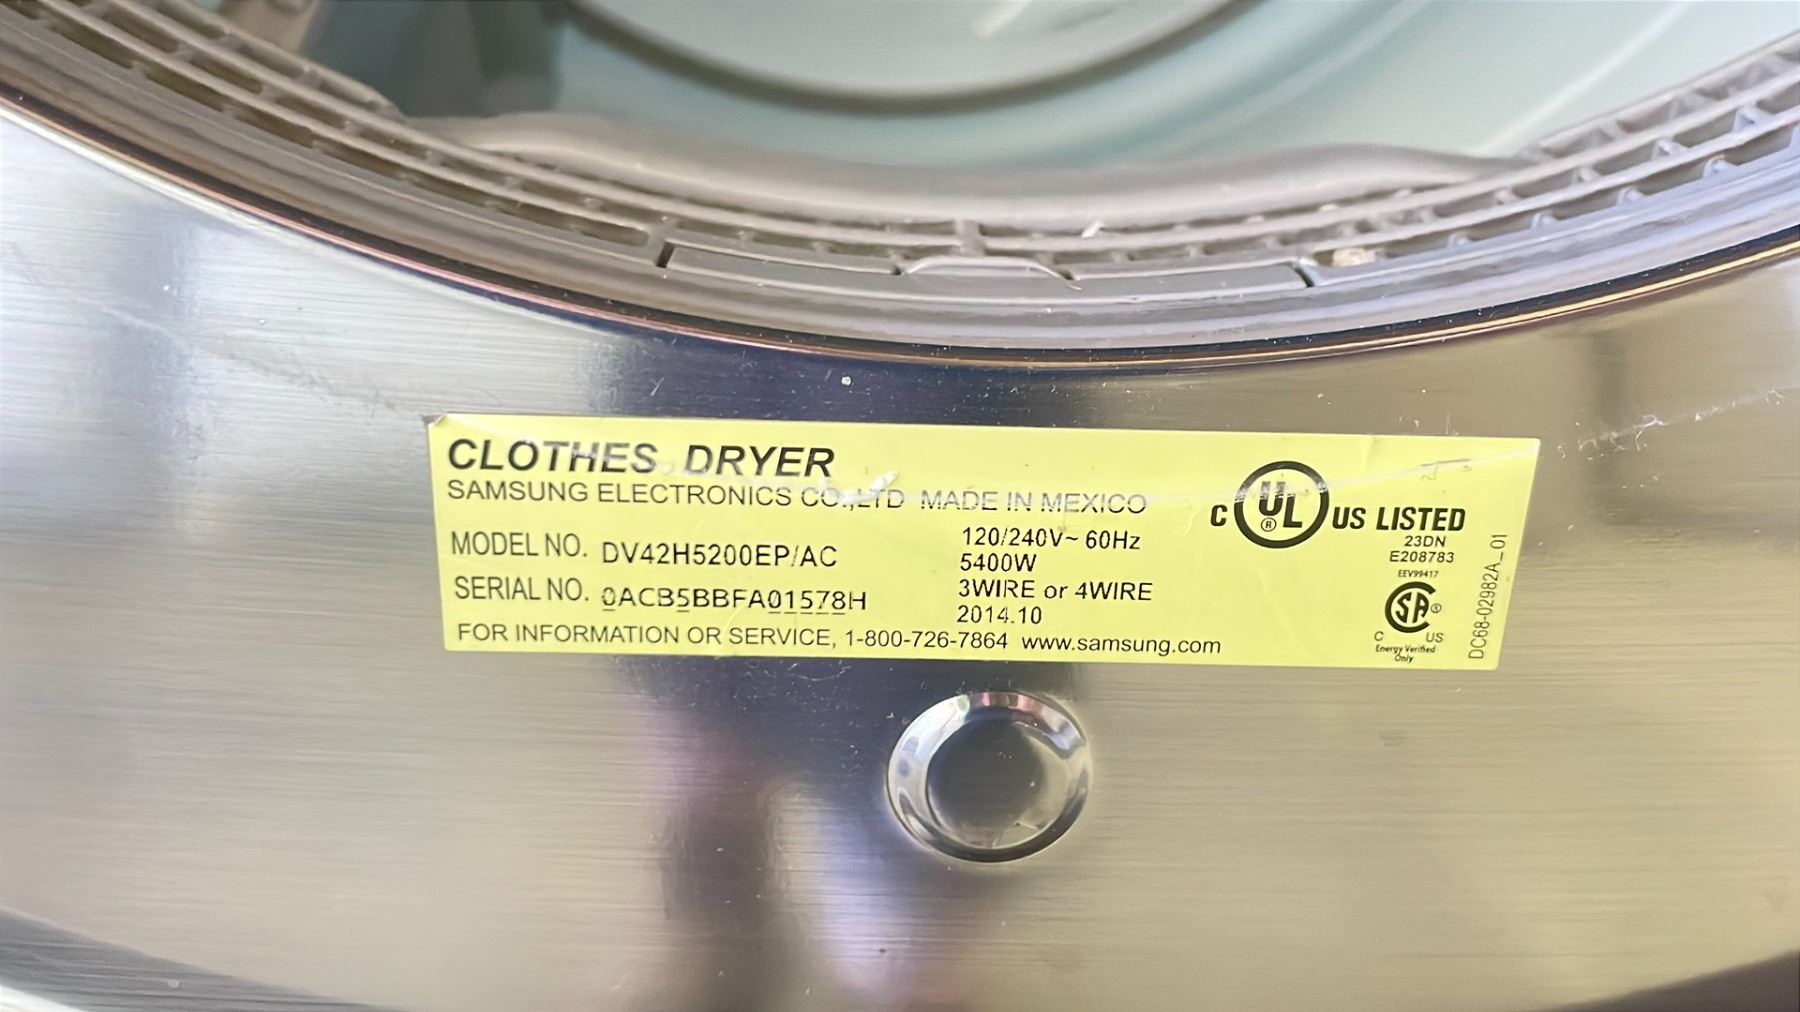 CLOTHES DRYER
SAMSUNG ELECTRONICS CO.,LTD MADE IN MEXICO
MODEL NO. DV42H5200EP/AC
SERIAL NO. 0ACB5BBFA01578H
120/240V~ 60Hz
5400W
3WIRE or 4WIRE
2014.10
FOR INFORMATION OR SERVICE, 1-800-726-7864 www.samsung.com
C UL ® US LISTED
23DN
E208783
EEV99417
SA ®
C US
Energy Verified
Only
DC68-02982A_01